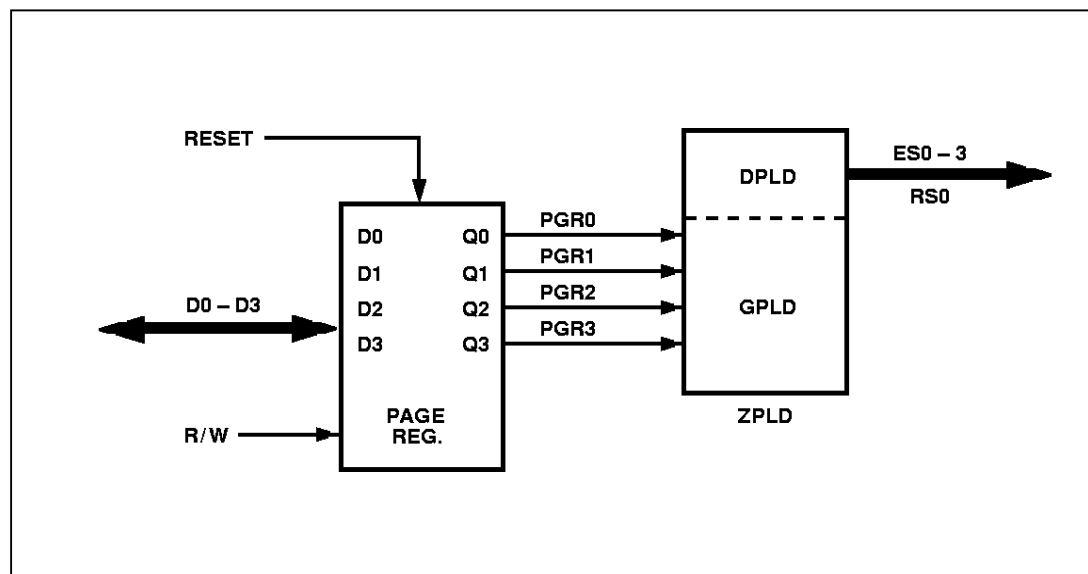 RESET
ES0 – 3
DPLD
RS0
PGR0
D0
Q0
PGR1
D1
Q1
PGR2
D0 – D3
D2
Q2
GPLD
PGR3
D3
Q3
PAGE
REG.
ZPLD
R/W